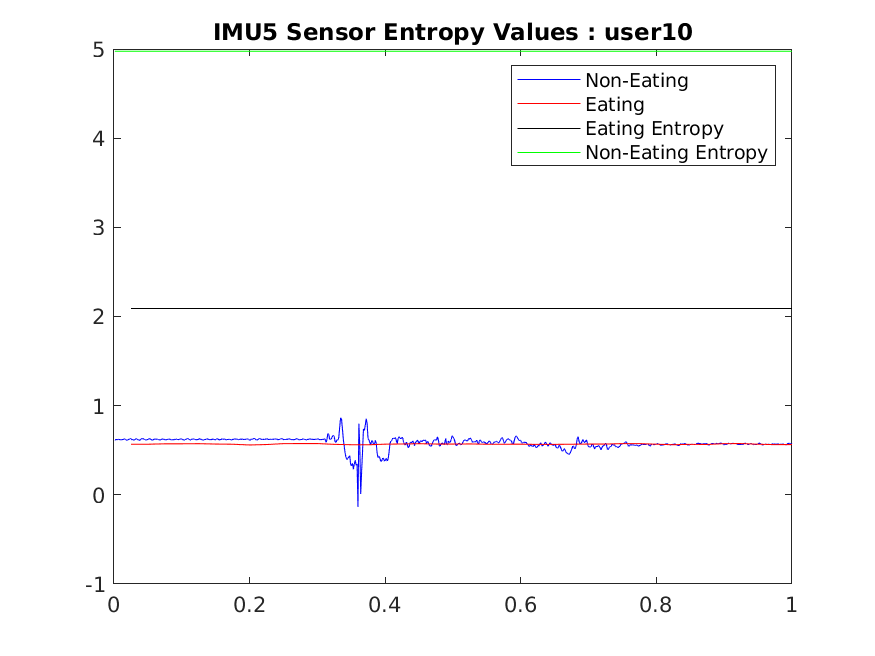 IMU5 Sensor Entropy Values : user10
5
4
3
2
1
0
-1
Non-Eating
Eating
Eating Entropy
Non-Eating Entropy
0 0.2 0.4 0.6 0.8 1